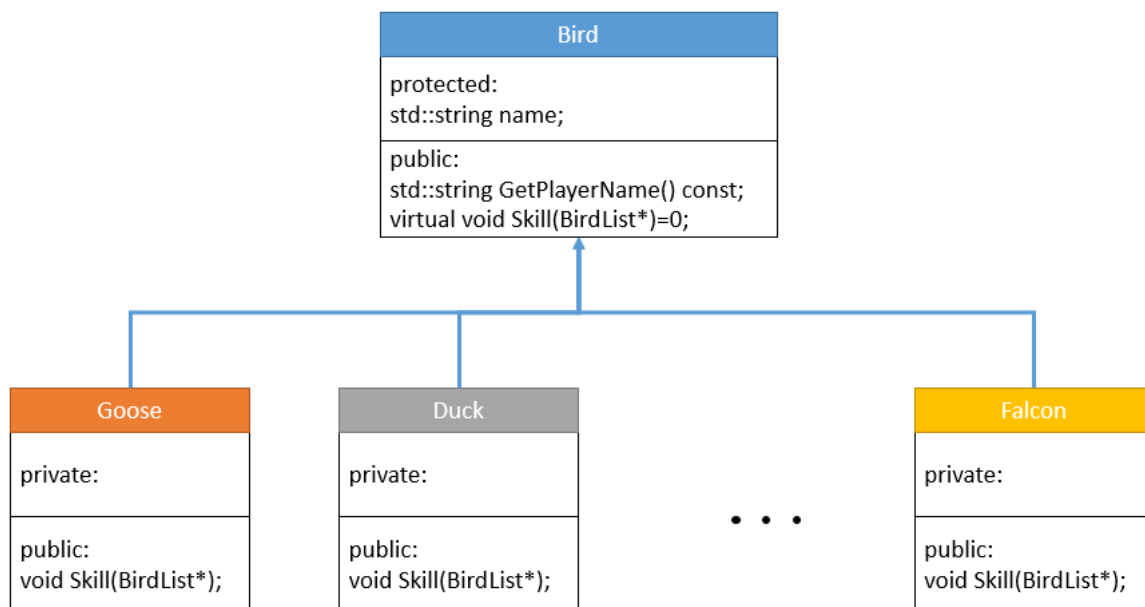 Bird
protected:
std::string name;
public:
std::string GetPlayerName() const;
virtual void Skill(BirdList*)=0;
Goose
private:
public:
void Skill(BirdList*);
Duck
private:
public:
void Skill(BirdList*);
. . .
Falcon
private:
public:
void Skill(BirdList*);